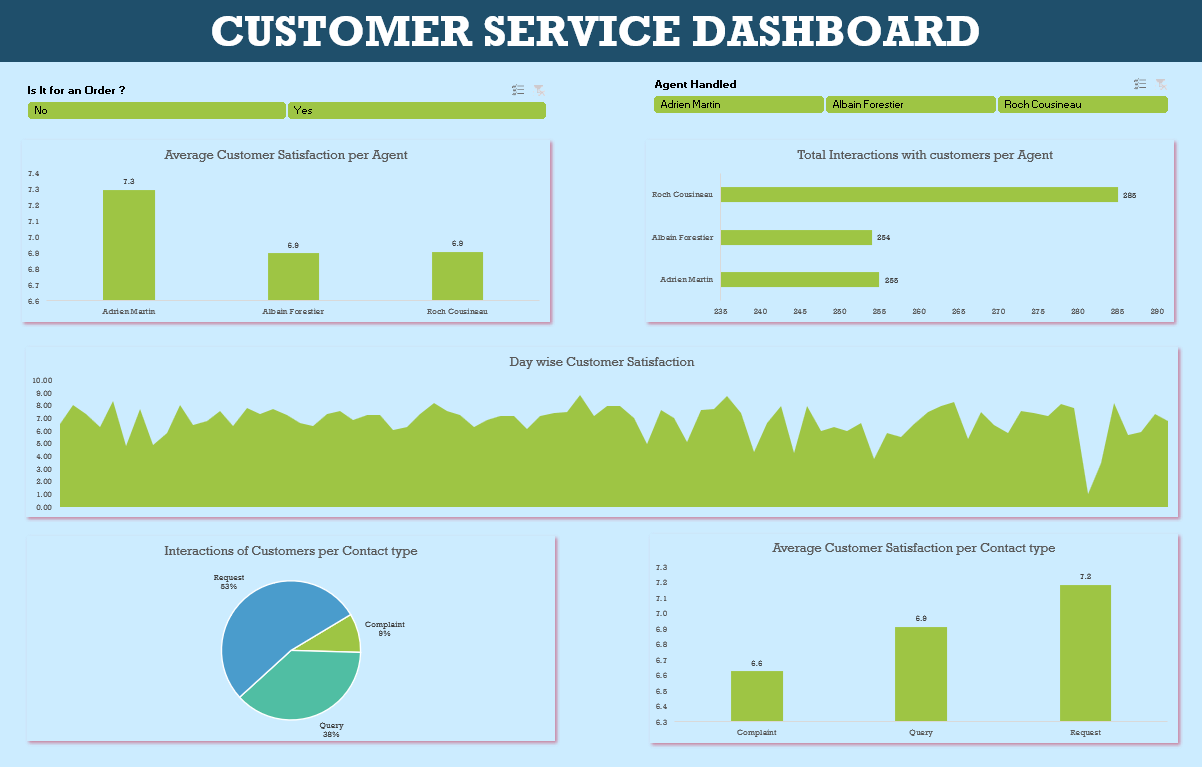 CUSTOMER SERVICE DASHBOARD
Is It for an Order ?
No
Yes
Agent Handled
Adrien Martin
Albain Forestier
Roch Cousineau
Average Customer Satisfaction per Agent
7.4
7.3
7.2
7.1
7.0
6.9
6.8
6.7
6.6
7.3
6.9
6.9
Adrien Martin
Albain Forestier
Roch Cousineau
Total Interactions with customers per Agent
Roch Cousineau
285
Albain Forestier
254
Adrien Martin
255
235 240 245 250 255 260 265 270 275 280 285 290
Day wise Customer Satisfaction
10.00
9.00
8.00
7.00
6.00
5.00
4.00
3.00
2.00
1.00
0.00
Interactions of Customers per Contact type
Request
53%
Complaint
9%
Query
38%
Average Customer Satisfaction per Contact type
7.3
7.2
7.1
7.0
6.9
6.8
6.7
6.6
6.5
6.4
6.3
6.6
6.9
7.2
Complaint
Query
Request